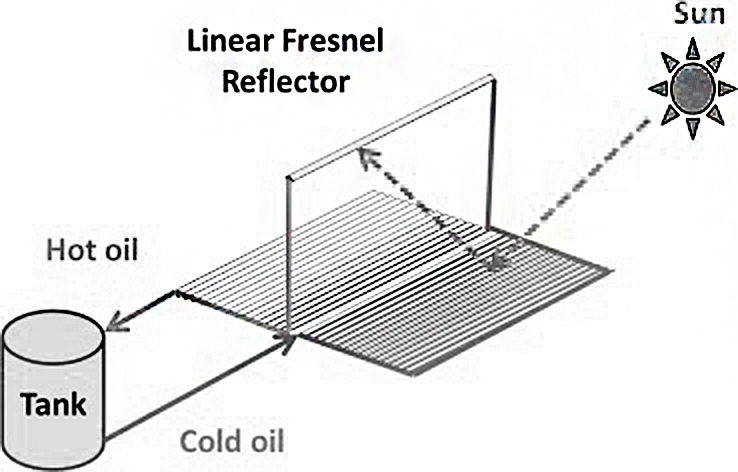 Sun
Linear Fresnel
Reflector
Hot oil
Tank
Cold oil